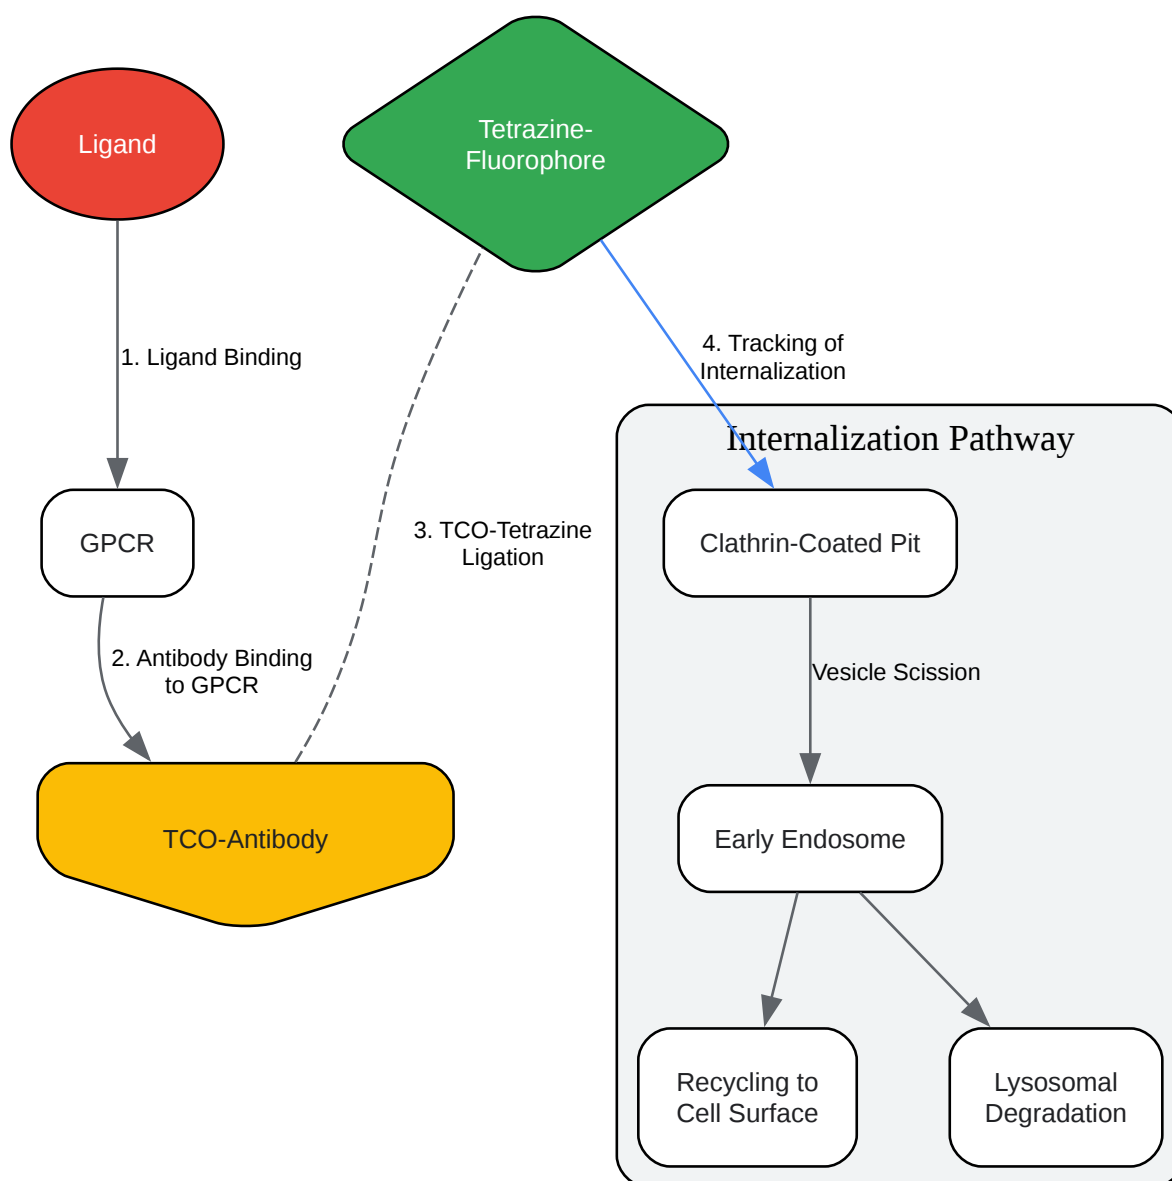 Ligand
Tetrazine-
Fluorophore
1. Ligand Binding
4. Tracking of
Internalization
Internalization Pathway
GPCR
3. TCO-Tetrazine
Ligation
Clathrin-Coated Pit
2. Antibody Binding
to GPCR
Vesicle Scission
TCO-Antibody
Early Endosome
Recycling to
Cell Surface
Lysosomal
Degradation